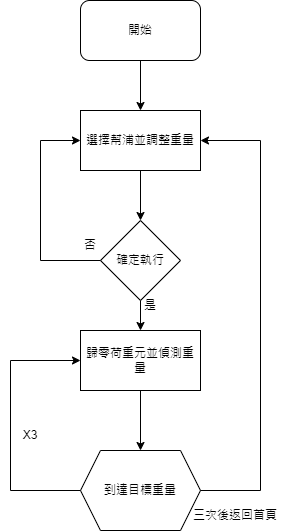 開始
選擇幫浦並調整重量
否
確定執行
是
歸零荷重元並偵測重
量
X3
到達目標重量
三次後返回首頁